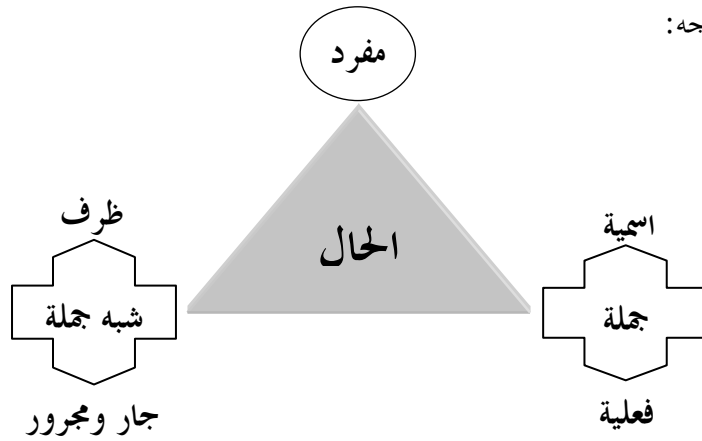 جه:
مفرد
الحال
اسمية
جملة
فعلية
ظرف
شبه جملة
جار ومجرور